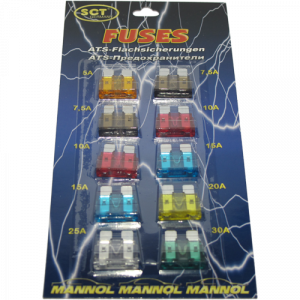 SCT
FUSES
ATS-Flachsicherungen
ATS-Предохранители
5A 7,5A
7,5A 10A
10A 15A
15A 20A
25A 30A
MANNOL MANNOL MANNOL